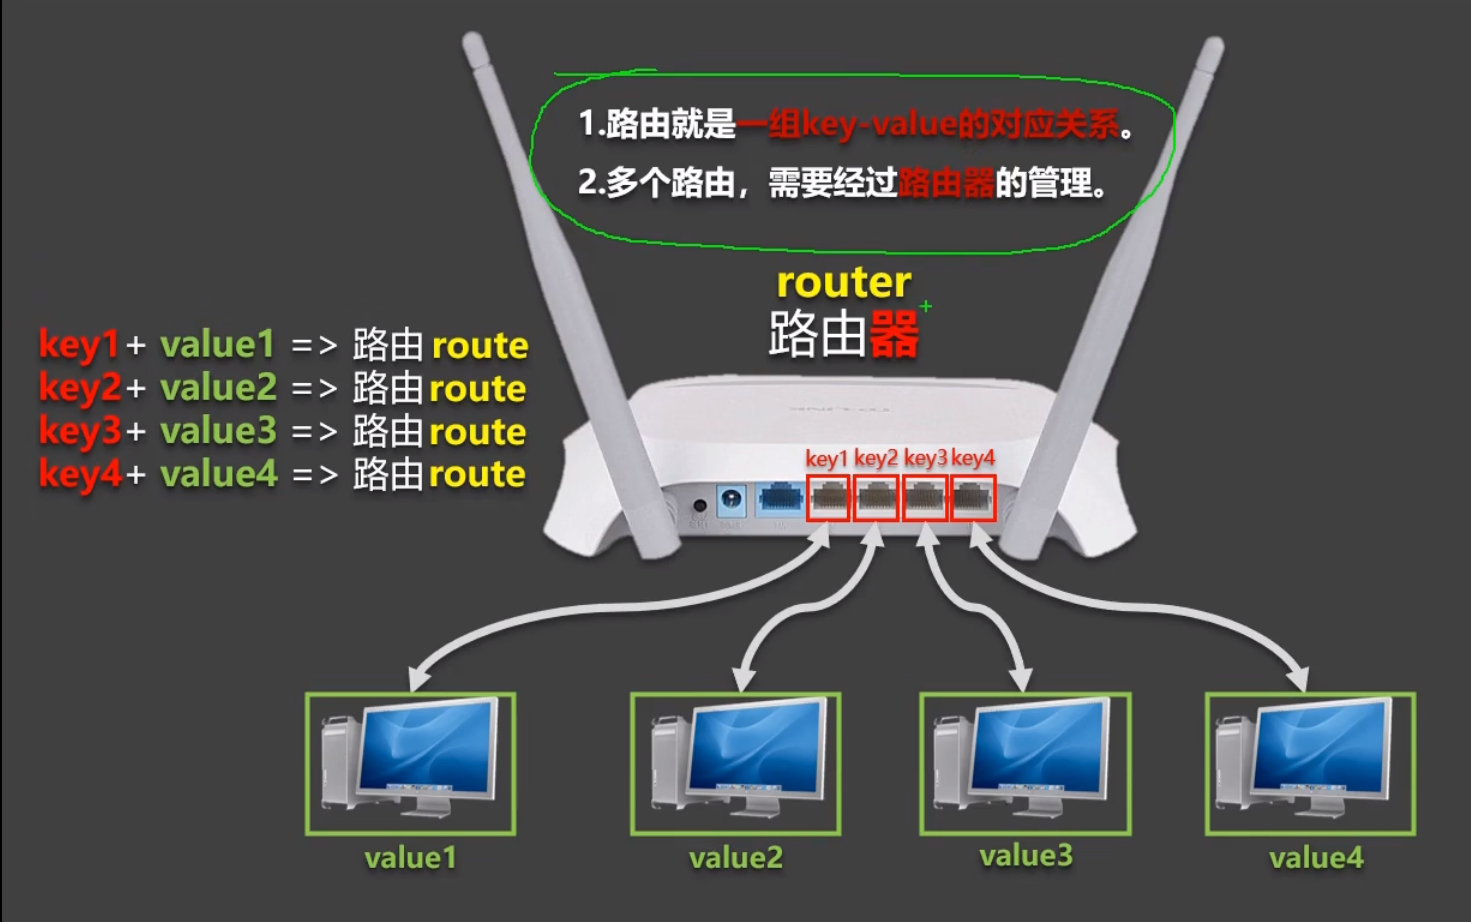 1.路由就是一组key-value的对应关系。
2.多个路由，需要经过路由器的管理。
router
路由器
key1+ value1 => 路由 route
key2+ value2 => 路由 route
key3+ value3 => 路由 route
key4+ value4 => 路由 route
TP-LINK
key1 key2 key3 key4
value1 value2 value3 value4